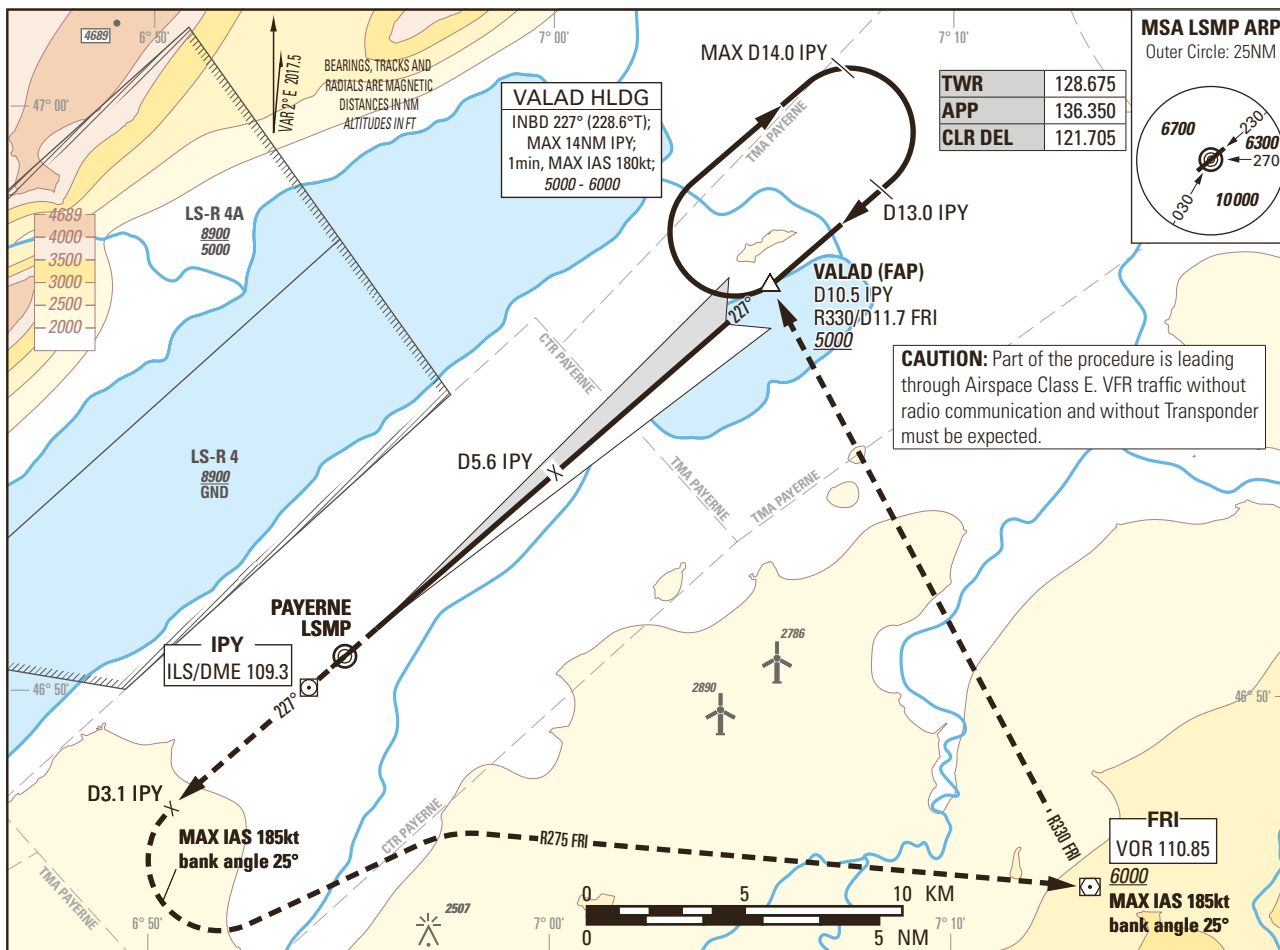 4689
6° 50'
7° 00'
7° 10'
47° 00'
VAR 2° E 2017.5
BEARINGS, TRACKS AND
RADIALS ARE MAGNETIC
DISTANCES IN NM
ALTITUDES IN FT
VALAD HLDG
INBD 227° (228.6°T);
MAX 14NM IPY;
1min, MAX IAS 180kt;
5000 - 6000
MAX D14.0 IPY
TMA PAYERNE
TWR 128.675
APP 136.350
CLR DEL 121.705
MSA LSMP ARP
Outer Circle: 25NM
6700
230
6300
270
030
10000
LS-R 4A
8900
5000
4689
4000
3500
3000
2500
2000
D13.0 IPY
VALAD (FAP)
D10.5 IPY
R330/D11.7 FRI
5000
227°
CTR PAYERNE
CAUTION: Part of the procedure is leading
through Airspace Class E. VFR traffic without
radio communication and without Transponder
must be expected.
LS-R 4
8900
GND
D5.6 IPY
TMA PAYERNE
TMA PAYERNE
PAYERNE
LSMP
IPY
ILS/DME 109.3
2786
2890
46° 50'
46° 50'
227°
D3.1 IPY
MAX IAS 185kt
bank angle 25°
CTR PAYERNE
R275 FRI
R330 FRI
FRI
VOR 110.85
6000
MAX IAS 185kt
bank angle 25°
TMA PAYERNE
0 5 10 KM
0 5 NM
2507
6° 50'
7° 00'
7° 10'